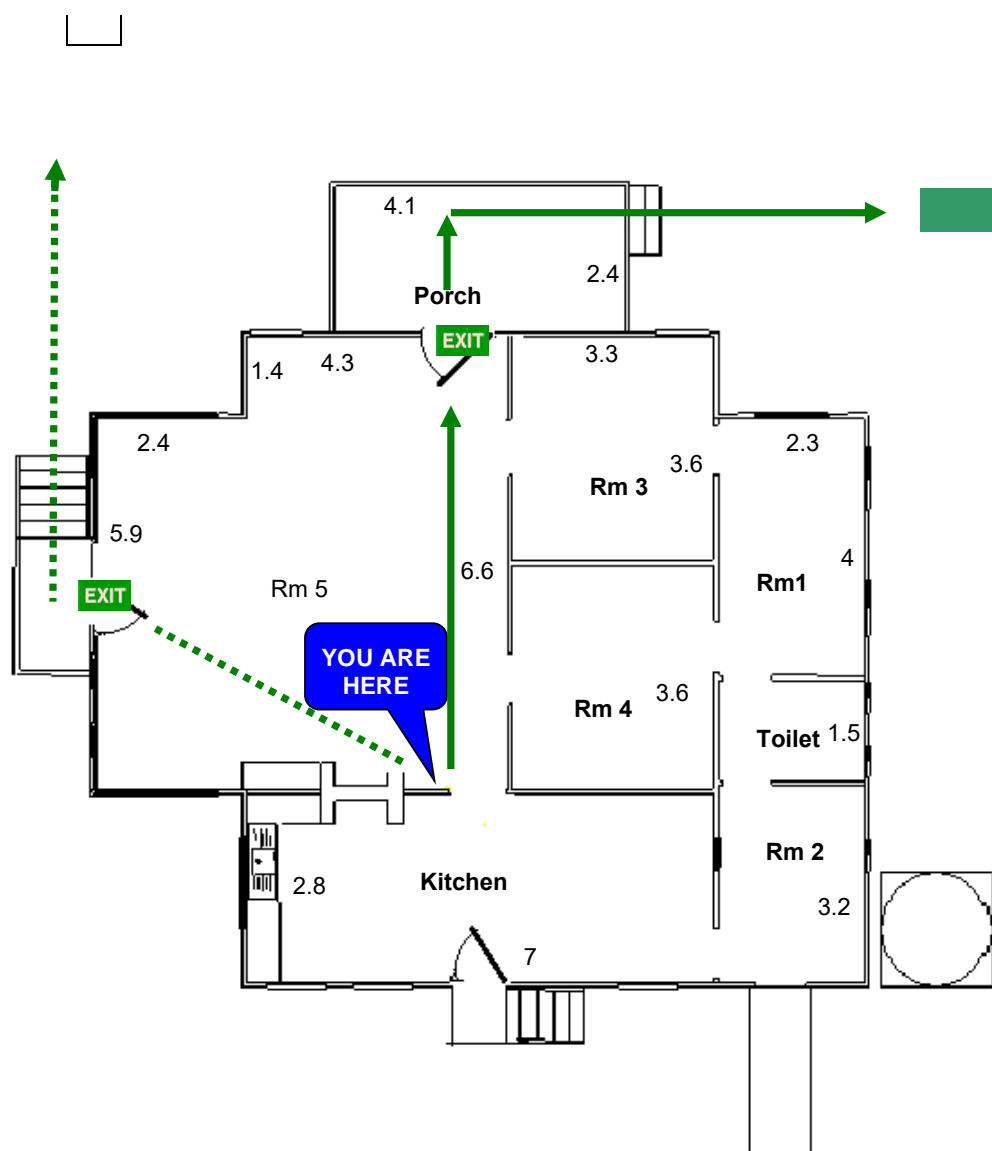 4.1
2.4
Porch
EXIT
4.3
3.3
1.4
2.4
2.3
3.6
Rm 3
5.9
4
6.6
Rm1
EXIT
Rm 5
YOU ARE
HERE
3.6
Rm 4
1.5
Toilet
Rm 2
Kitchen
2.8
3.2
7